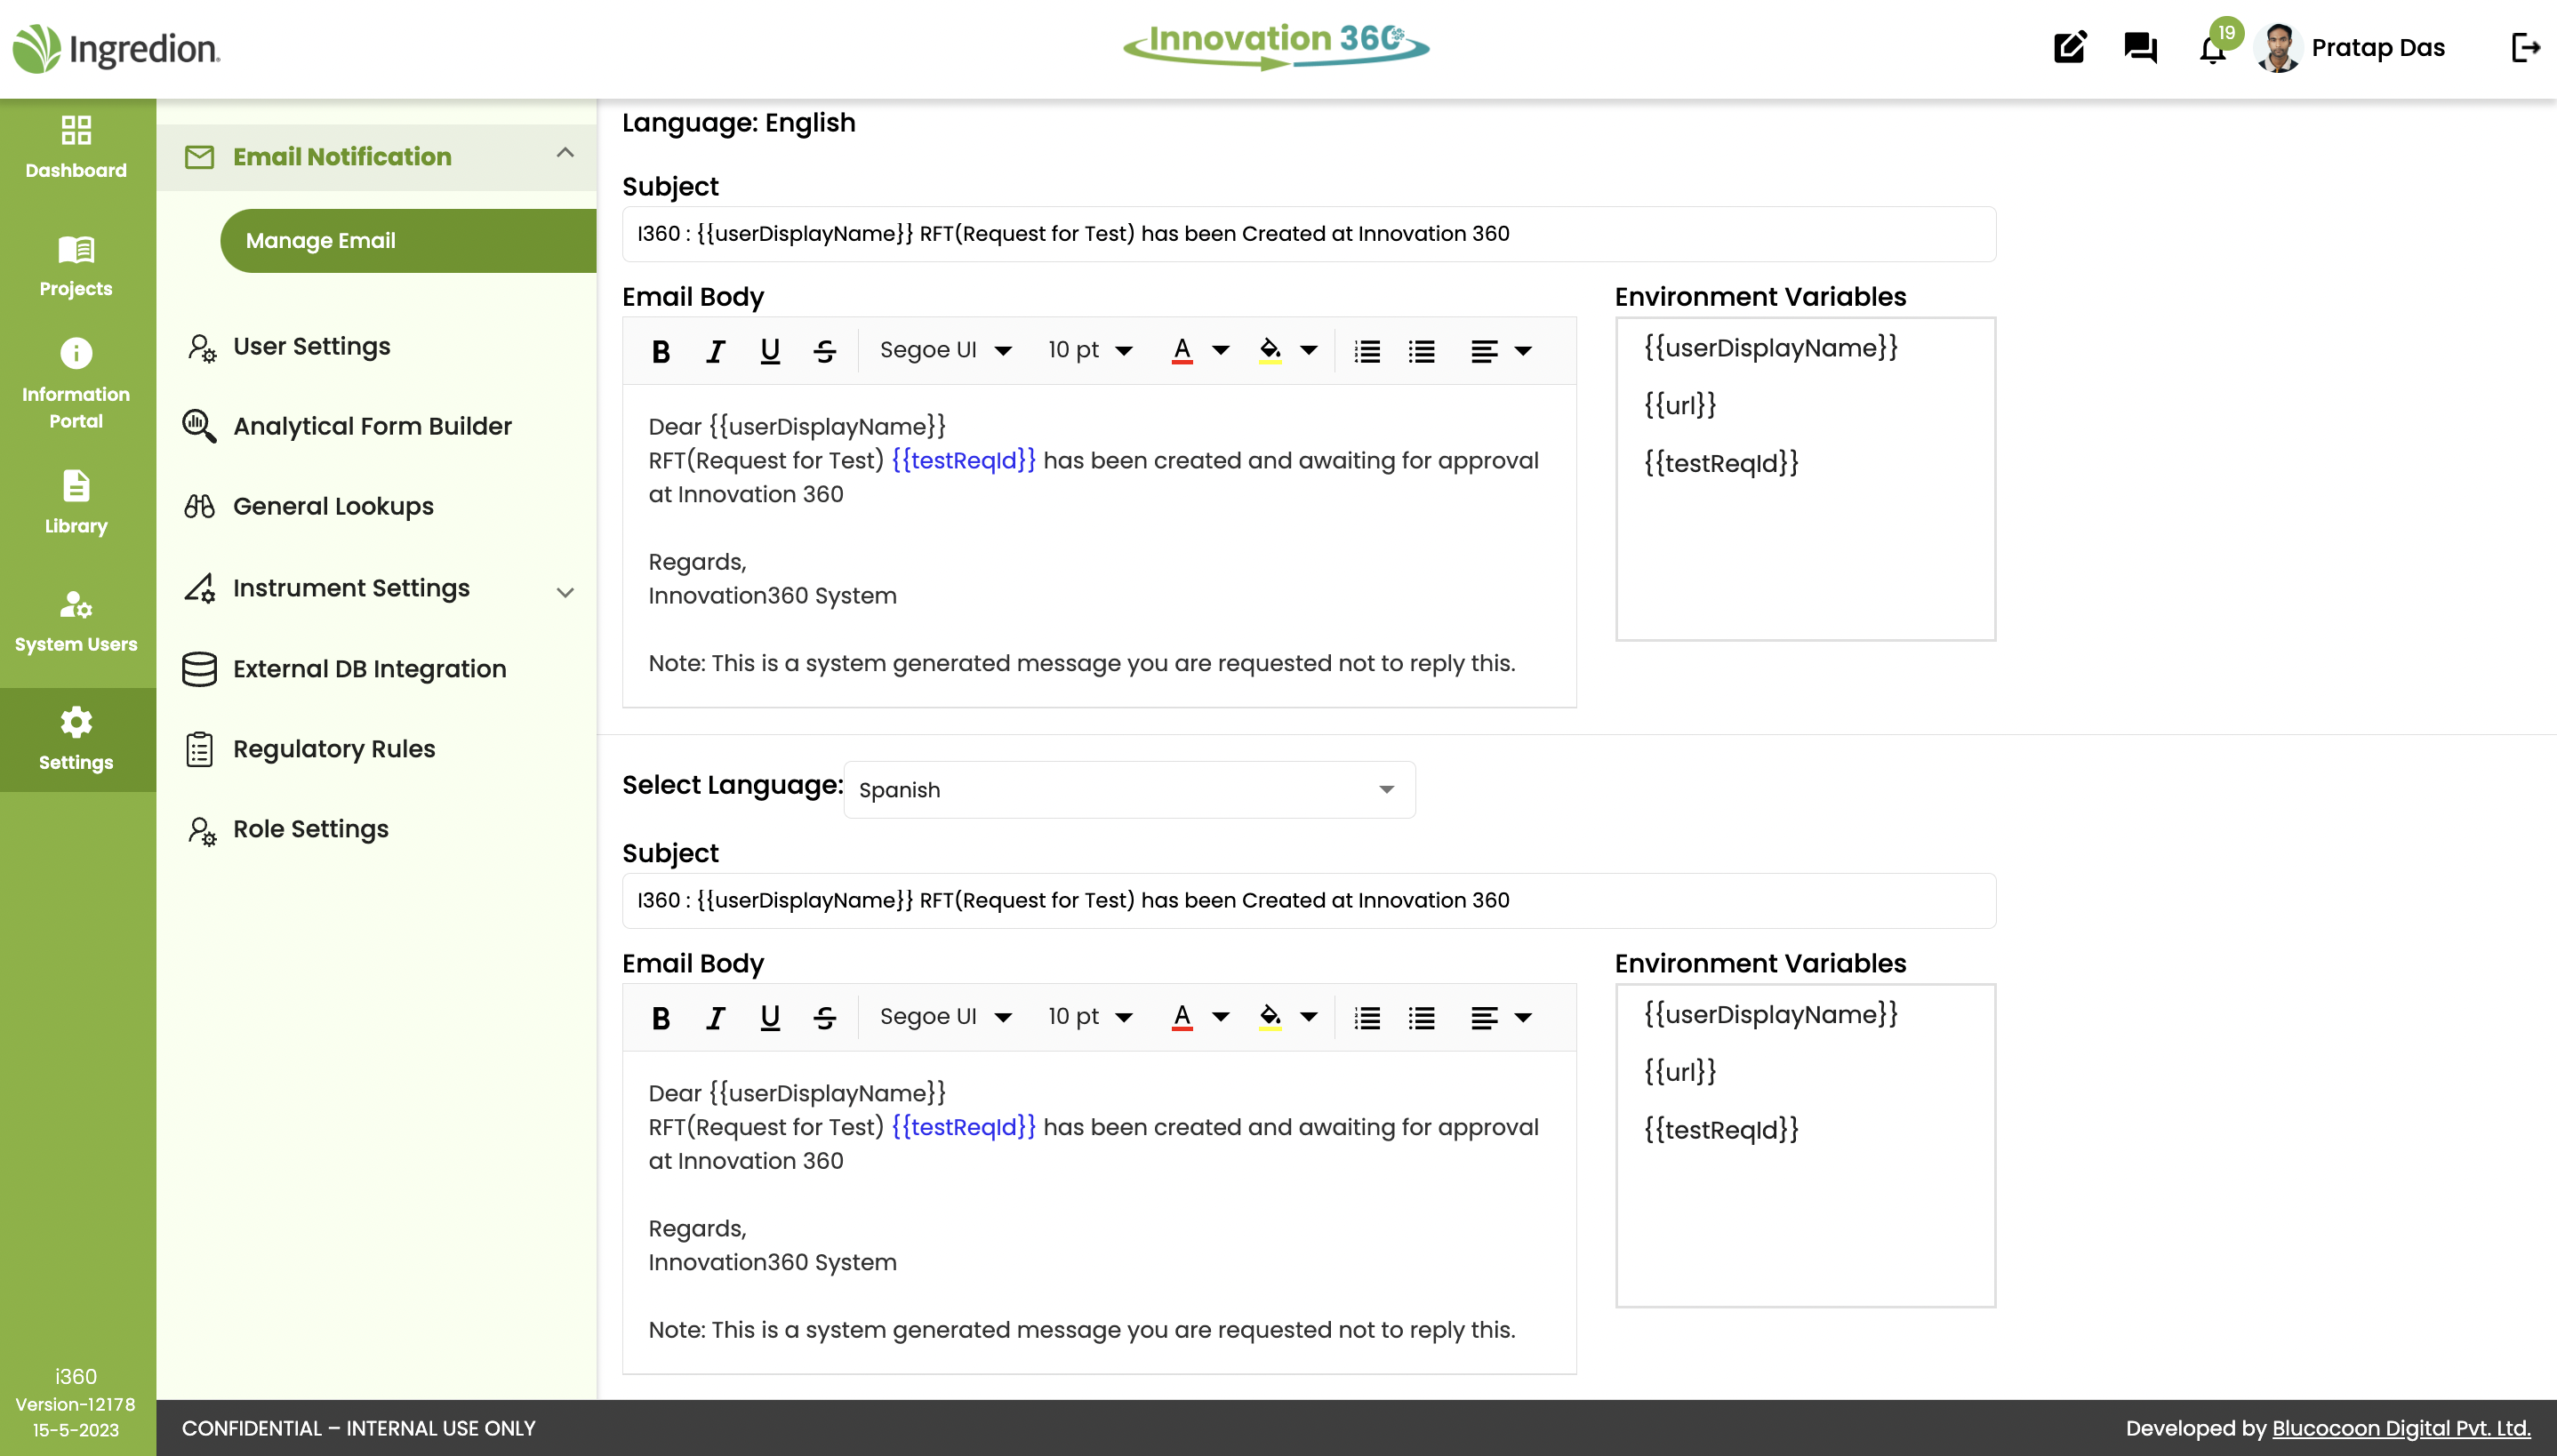 Ingredion.
Innovation 360
19
Pratap Das
Dashboard
Projects
Information
Portal
Library
System Users
Settings
i360
Version-12178
15-5-2023
Email Notification
Manage Email
User Settings
Analytical Form Builder
General Lookups
Instrument Settings
External DB Integration
Regulatory Rules
Role Settings
Language: English
Subject
I360 : {{userDisplayName}} RFT(Request for Test) has been Created at Innovation 360
Email Body
Environment Variables
B I U S Segoe UI 10 pt A
Dear {{userDisplayName}}
RFT(Request for Test) {{testReqId}} has been created and awaiting for approval
at Innovation 360
Regards,
Innovation360 System
Note: This is a system generated message you are requested not to reply this.
{{userDisplayName}}
{{url}}
{{testReqId}}
Select Language: Spanish
Subject
I360 : {{userDisplayName}} RFT(Request for Test) has been Created at Innovation 360
Email Body
Environment Variables
B I U S Segoe UI 10 pt A
Dear {{userDisplayName}}
RFT(Request for Test) {{testReqId}} has been created and awaiting for approval
at Innovation 360
Regards,
Innovation360 System
Note: This is a system generated message you are requested not to reply this.
{{userDisplayName}}
{{url}}
{{testReqId}}
CONFIDENTIAL – INTERNAL USE ONLY
Developed by Blucocoon Digital Pvt. Ltd.